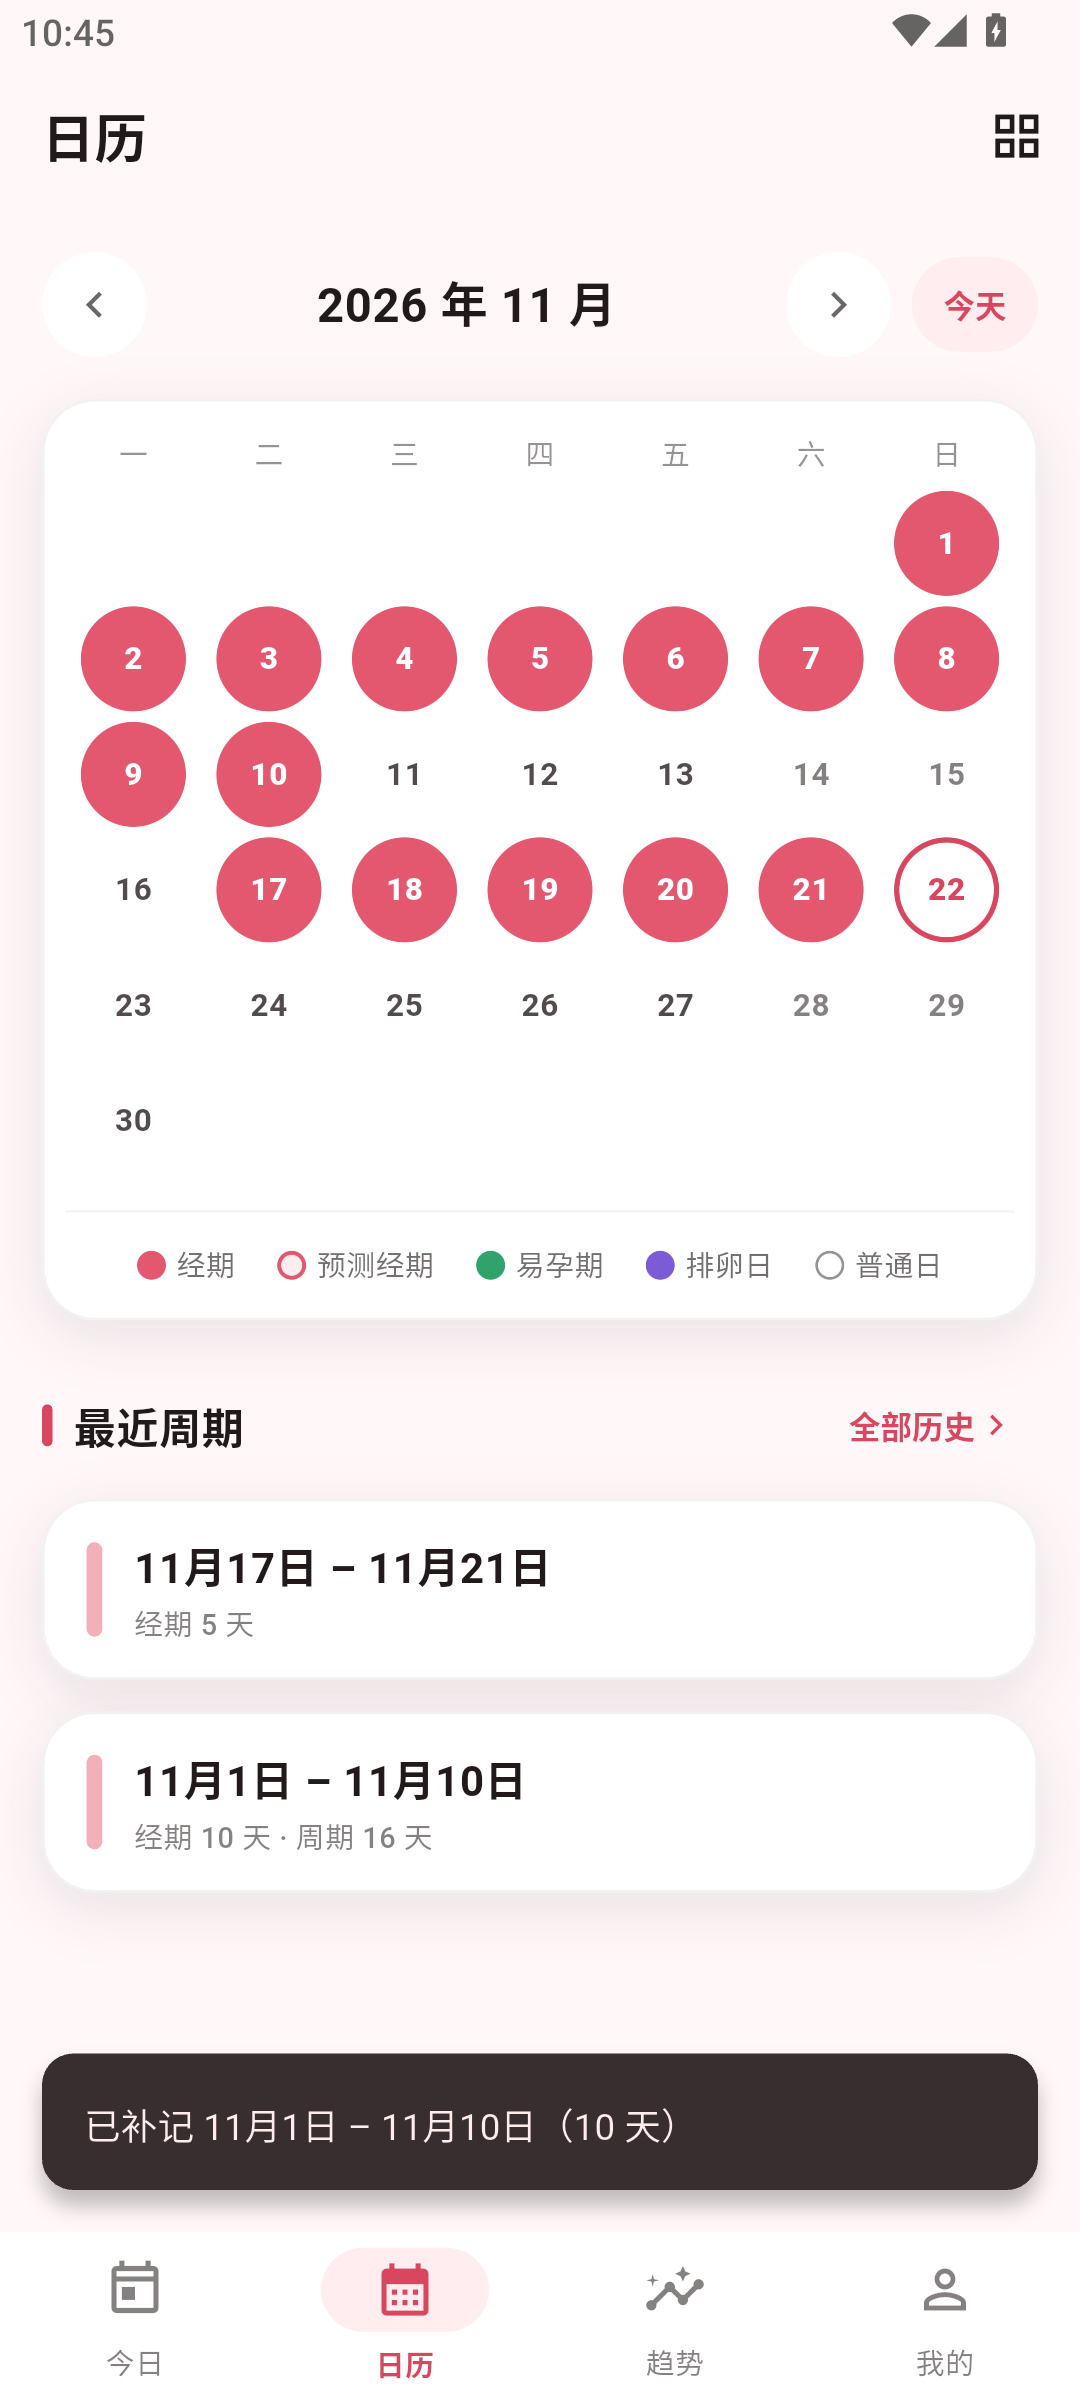 10:45
日历
2026 年 11 月
今天
一 二 三 四 五 六 日
1
2 3 4 5 6 7 8
9 10 11 12 13 14 15
16 17 18 19 20 21 22
23 24 25 26 27 28 29
30
经期 预测经期 易孕期 排卵日 普通日
最近周期
全部历史
11月17日 – 11月21日
经期 5 天
11月1日 – 11月10日
经期 10 天 · 周期 16 天
已补记 11月1日 – 11月10日（10 天）
今日 日历 趋势 我的